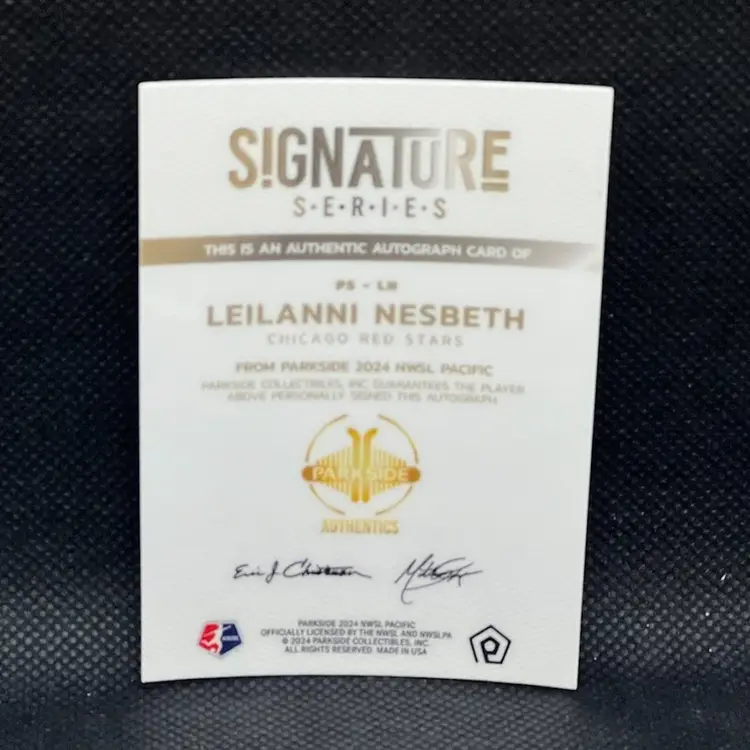 SIGNATURE
S·E·R·I·E·S
THIS IS AN AUTHENTIC AUTOGRAPH CARD OF
PS - LN
LEILANNI NESBETH
CHICAGO RED STARS
FROM PARKSIDE 2024 NWSL PACIFIC
PARKSIDE COLLECTIBLES, INC GUARANTEES THE PLAYER
ABOVE PERSONALLY SIGNED THIS AUTOGRAPH
PARKSIDE
AUTHENTICS
PARKSIDE 2024 NWSL PACIFIC
OFFICIALLY LICENSED BY THE NWSL AND NWSLPA
© 2024 PARKSIDE COLLECTIBLES, INC.
ALL RIGHTS RESERVED. MADE IN USA